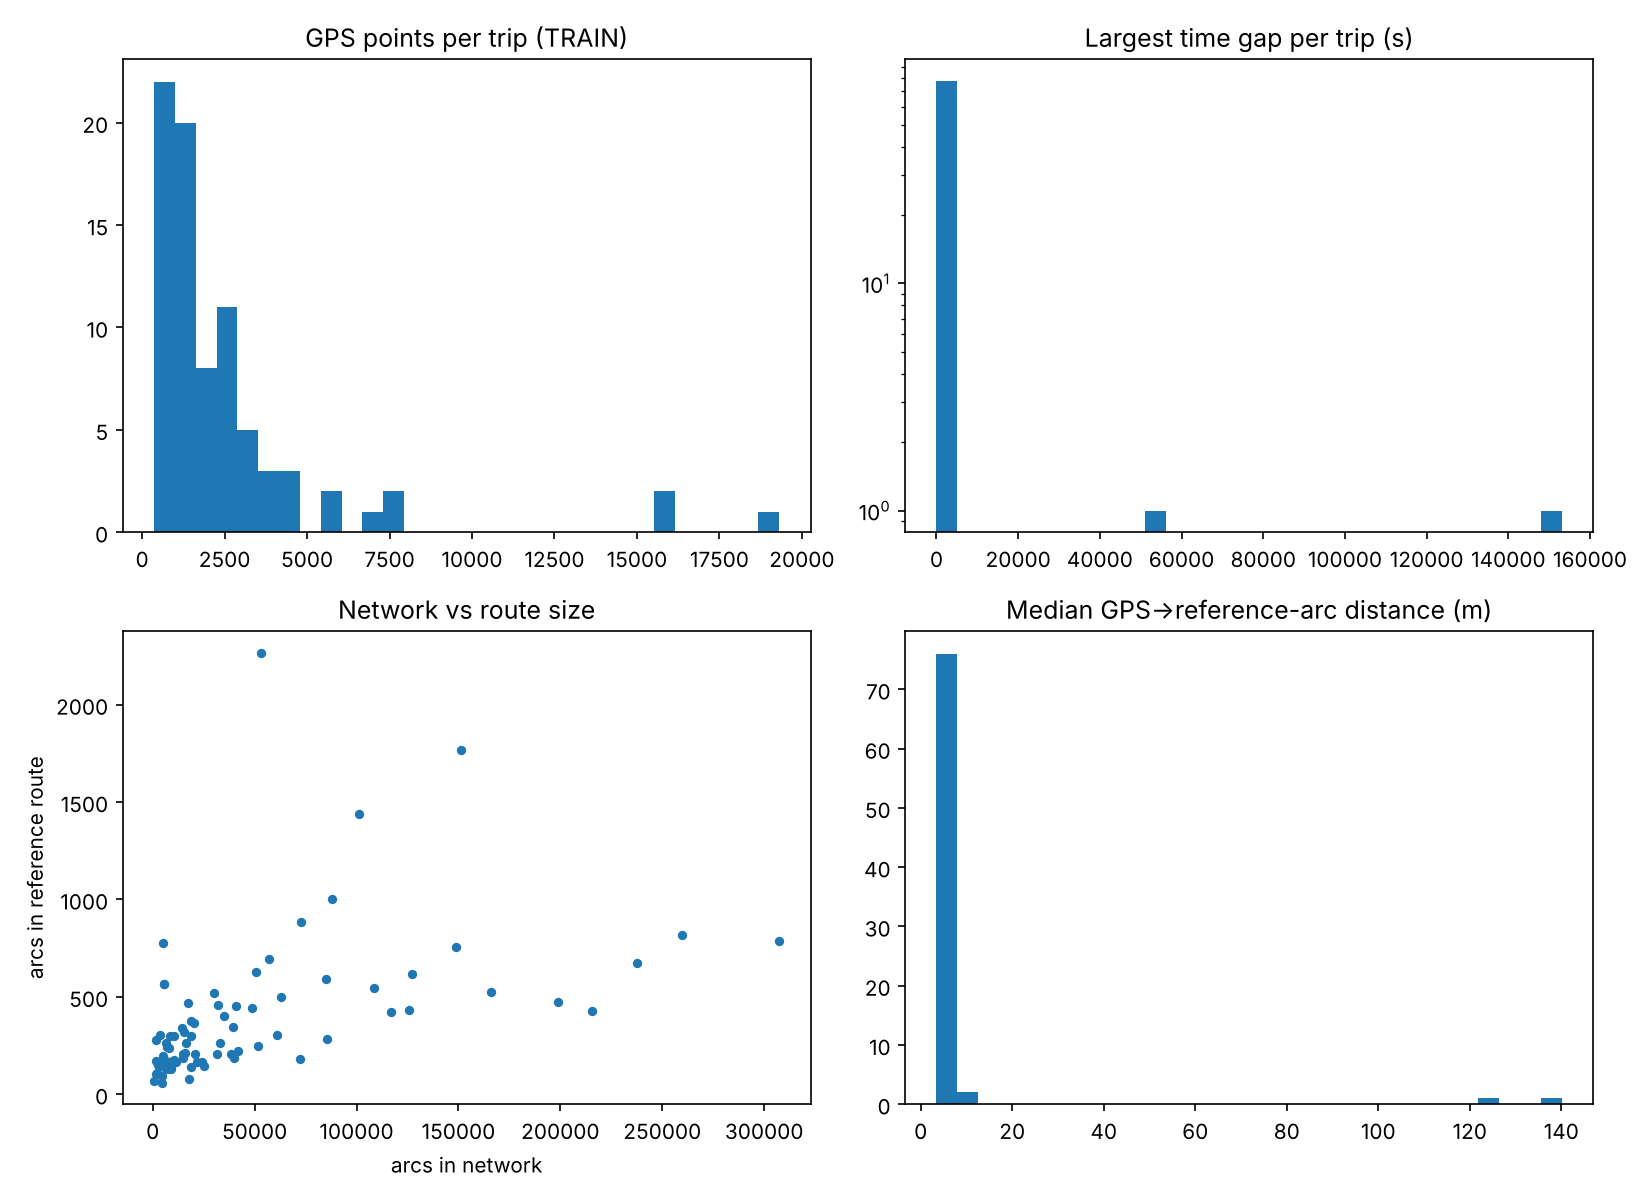 GPS points per trip (TRAIN)
20
15
10
5
0
0 2500 5000 7500 10000 12500 15000 17500 20000
Largest time gap per trip (s)
10¹
10⁰
0 20000 40000 60000 80000 100000 120000 140000 160000
Network vs route size
arcs in reference route
2000
1500
1000
500
0
0 50000 100000 150000 200000 250000 300000
arcs in network
Median GPS→reference-arc distance (m)
70
60
50
40
30
20
10
0
0 20 40 60 80 100 120 140